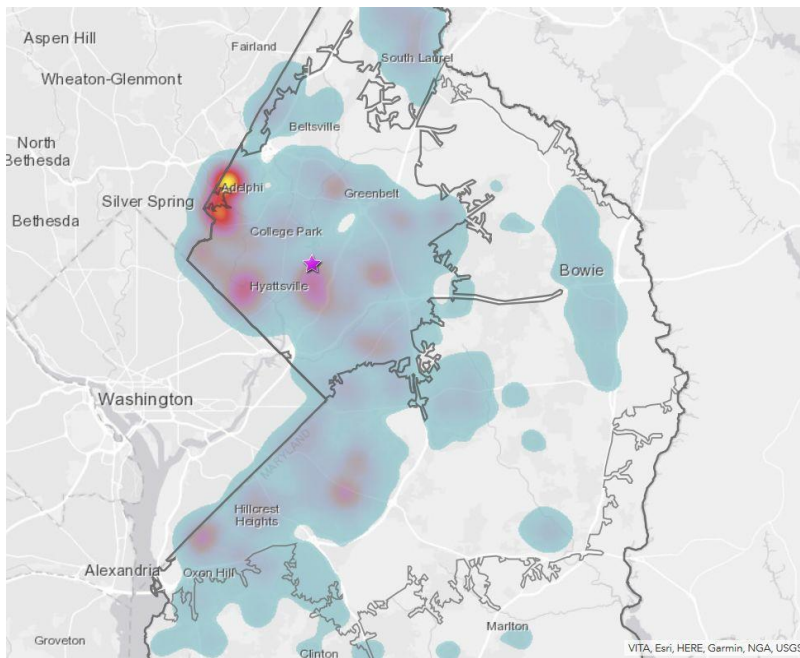 Aspen Hill
Fairland
South Laurel
Wheaton-Glenmont
Beltsville
North
Bethesda
Adelphi
Greenbelt
Silver Spring
Bethesda
College Park
Bowie
Hyattsville
Washington
MARYLAND
Hillcrest
Heights
Alexandria
Oxon Hill
Marlton
Groveton
Clinton
VITA, Esri, HERE, Garmin, NGA, USGS